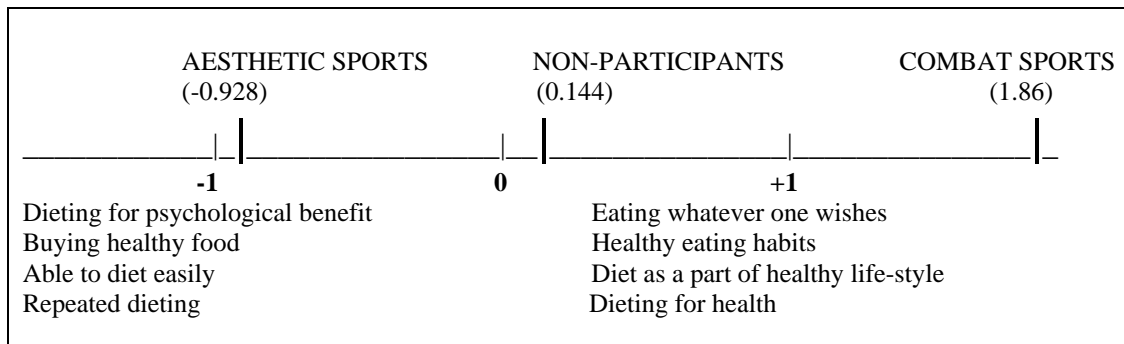 AESTHETIC SPORTS NON-PARTICIPANTS COMBAT SPORTS
(-0.928) (0.144) (1.86)
-1 0 +1
Dieting for psychological benefit Eating whatever one wishes
Buying healthy food Healthy eating habits
Able to diet easily Diet as a part of healthy life-style
Repeated dieting Dieting for health